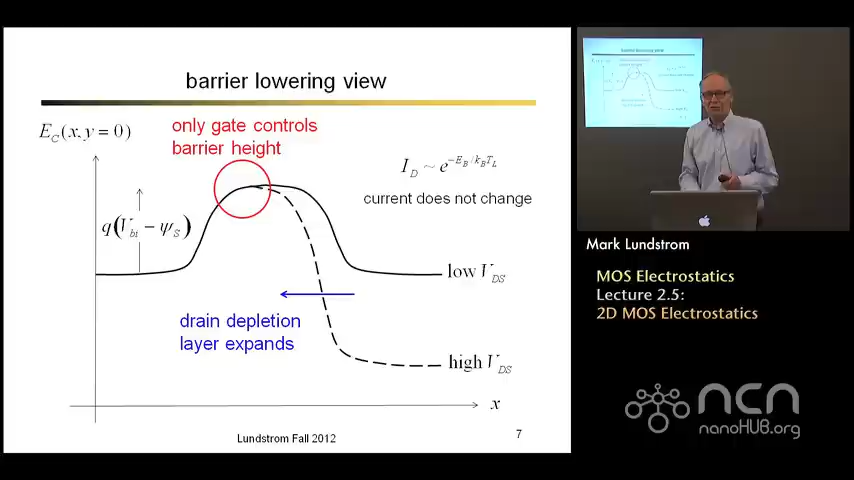 barrier lowering view
E_C(x, y = 0)
only gate controls
barrier height
I_D ~ e^{-E_B/k_BT_L}
current does not change
q(V_bi − ψ_S)
low V_DS
drain depletion
layer expands
high V_DS
x
Lundstrom Fall 2012
7
Mark Lundstrom
MOS Electrostatics
Lecture 2.5:
2D MOS Electrostatics
ncn
nanoHUB.org